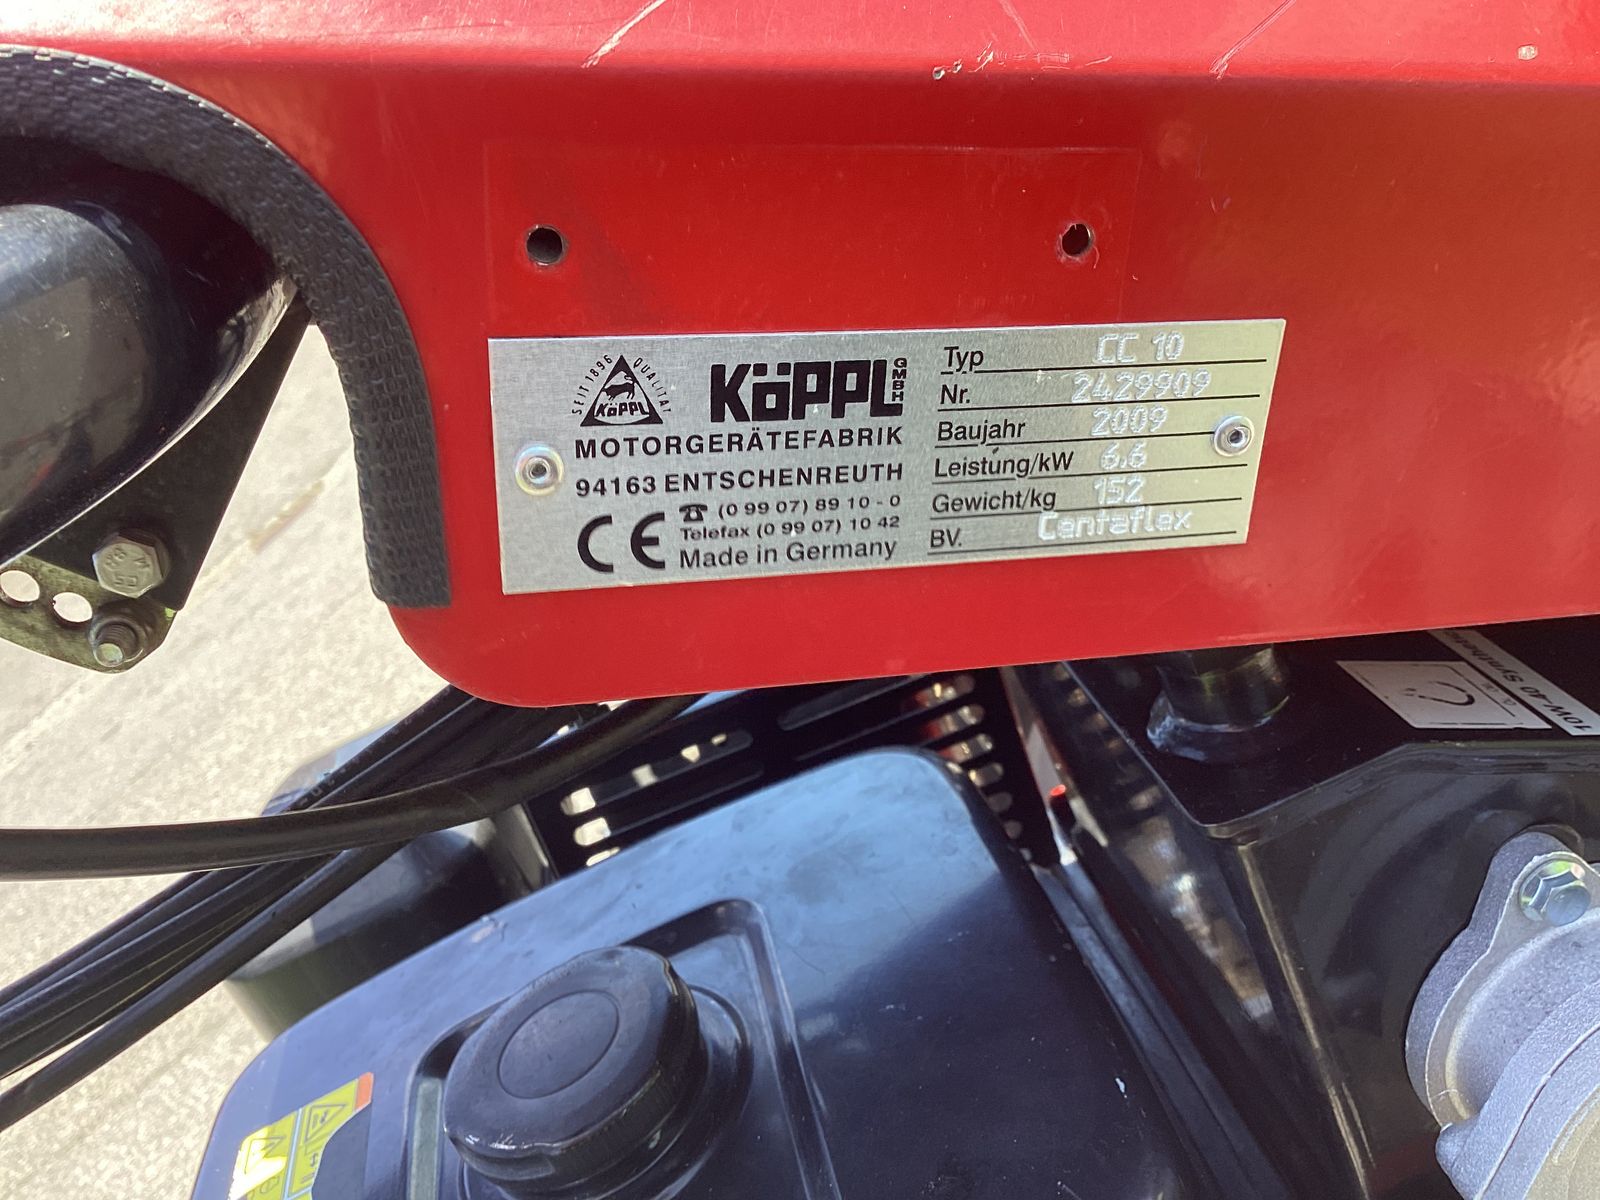 SEIT 1896 QUALITÄT
KÖPPL
KÖPPL GMBH
MOTORGERÄTEFABRIK
94163 ENTSCHENREUTH
☎ (0 99 07) 89 10 - 0
Telefax (0 99 07) 10 42
CE Made in Germany
Typ CC 10
Nr. 2429909
Baujahr 2009
Leistung/kW 6.6
Gewicht/kg 152
BV. Centaflex
10W-40